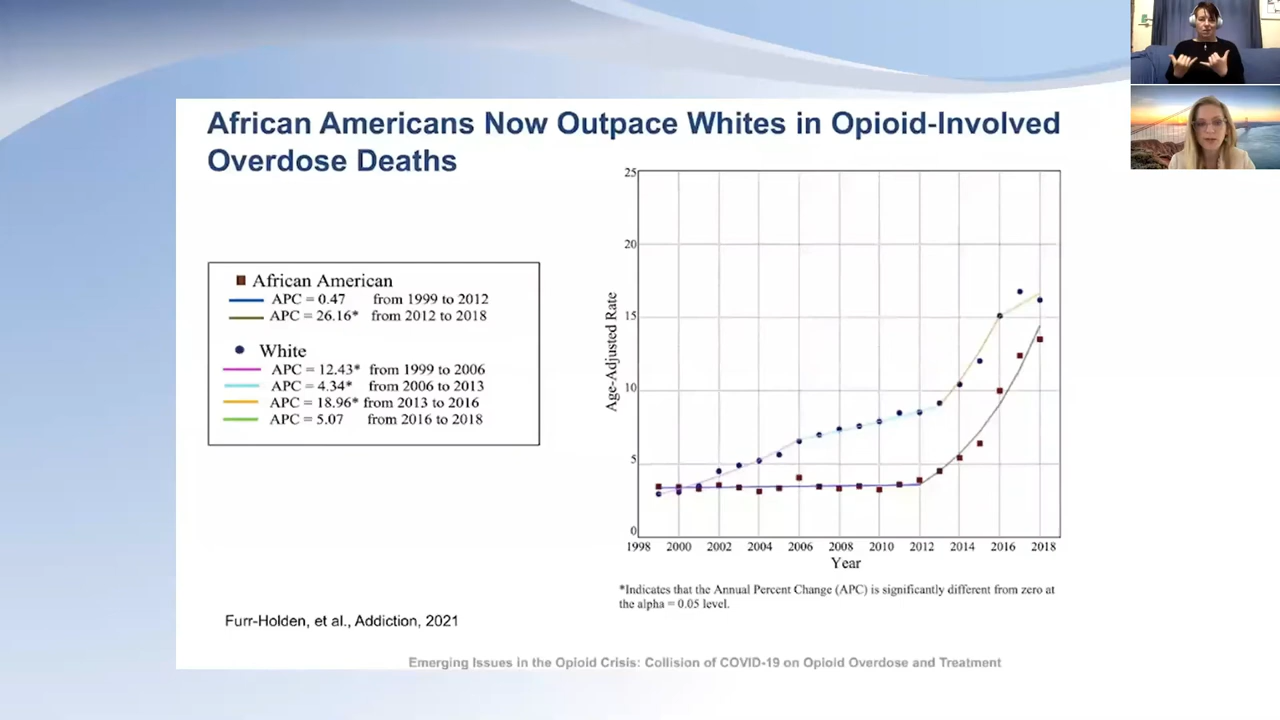 African Americans Now Outpace Whites in Opioid-Involved
Overdose Deaths
African American
APC = 0.47 from 1999 to 2012
APC = 26.16* from 2012 to 2018
White
APC = 12.43* from 1999 to 2006
APC = 4.34* from 2006 to 2013
APC = 18.96* from 2013 to 2016
APC = 5.07 from 2016 to 2018
25
20
15
10
5
0
Age-Adjusted Rate
1998 2000 2002 2004 2006 2008 2010 2012 2014 2016 2018
Year
*Indicates that the Annual Percent Change (APC) is significantly different from zero at
the alpha = 0.05 level.
Furr-Holden, et al., Addiction, 2021
Emerging Issues in the Opioid Crisis: Collision of COVID-19 on Opioid Overdose and Treatment